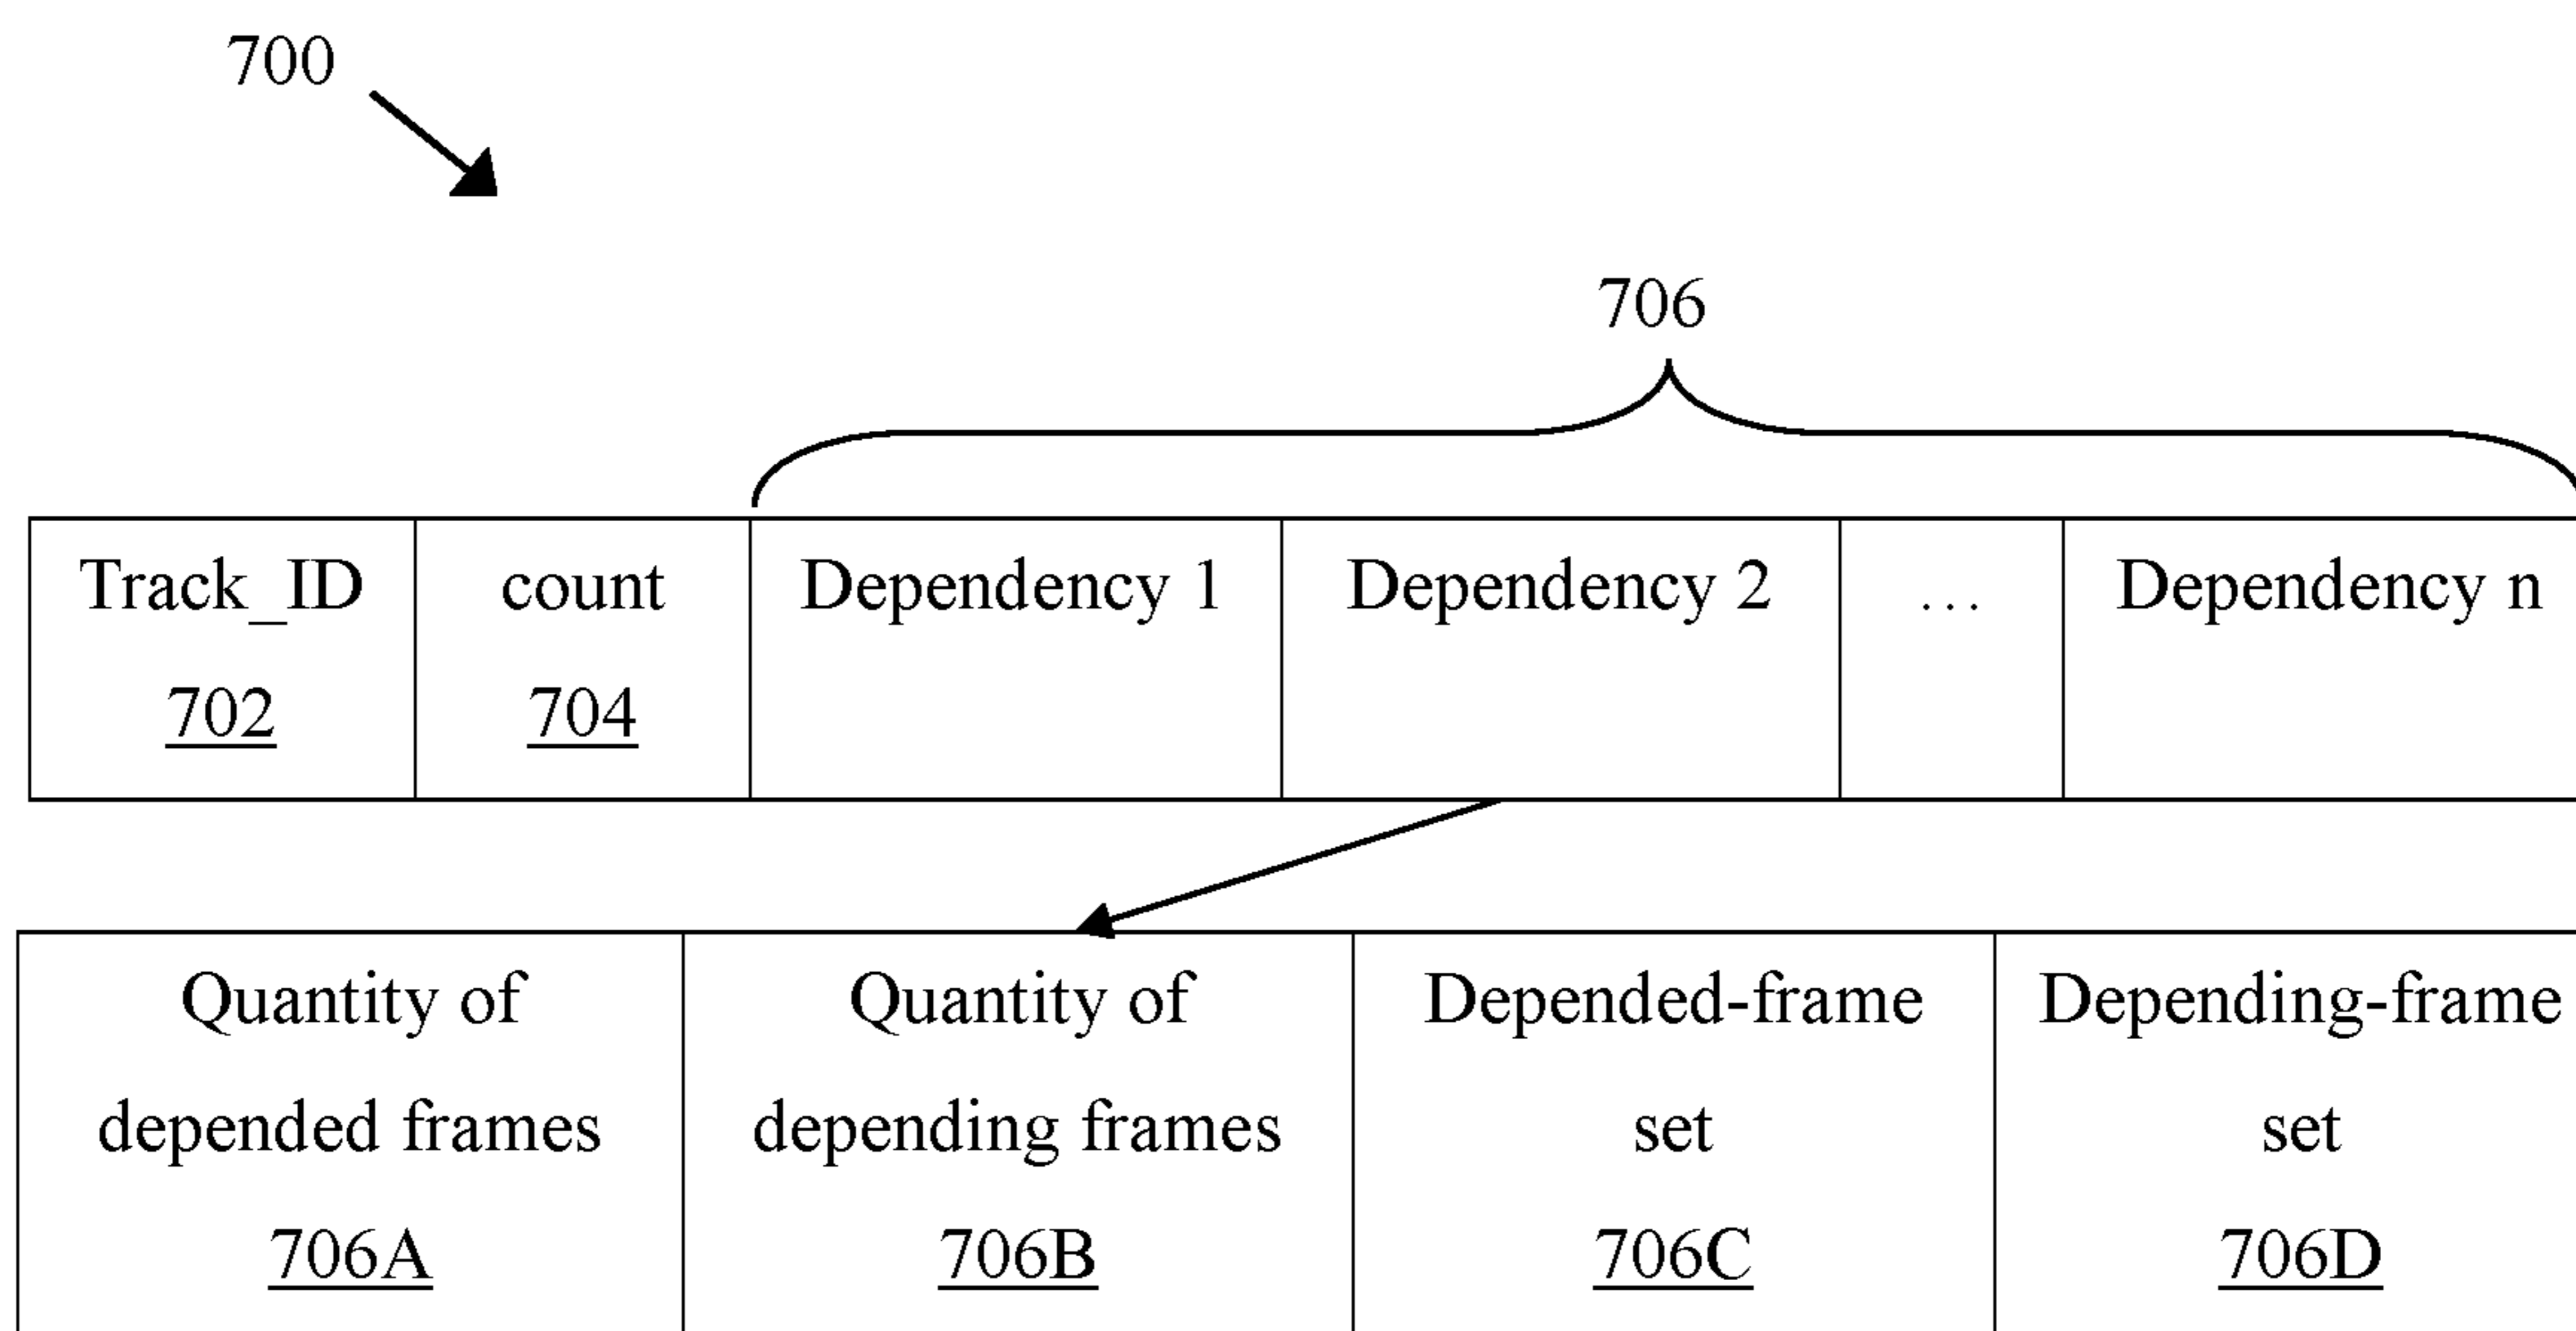 700
706
Track_ID count Dependency 1 Dependency 2 ... Dependency n
702 704
Quantity of Quantity of Depended-frame Depending-frame
depended frames depending frames set set
706A 706B 706C 706D